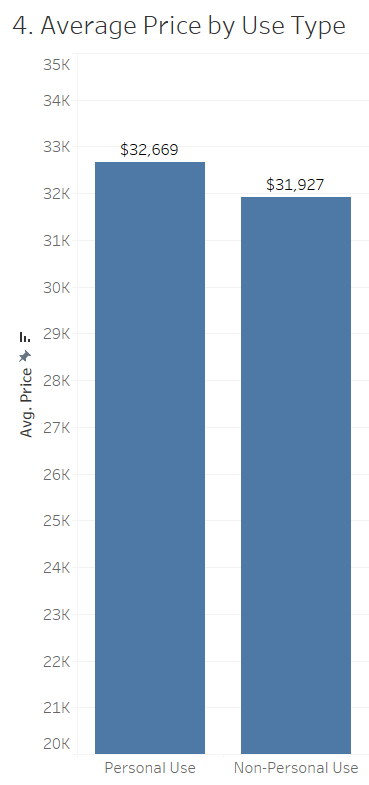 4. Average Price by Use Type
35K
34K
33K
32K
31K
30K
29K
28K
27K
26K
25K
24K
23K
22K
21K
20K
Avg. Price
$32,669
$31,927
Personal Use
Non-Personal Use